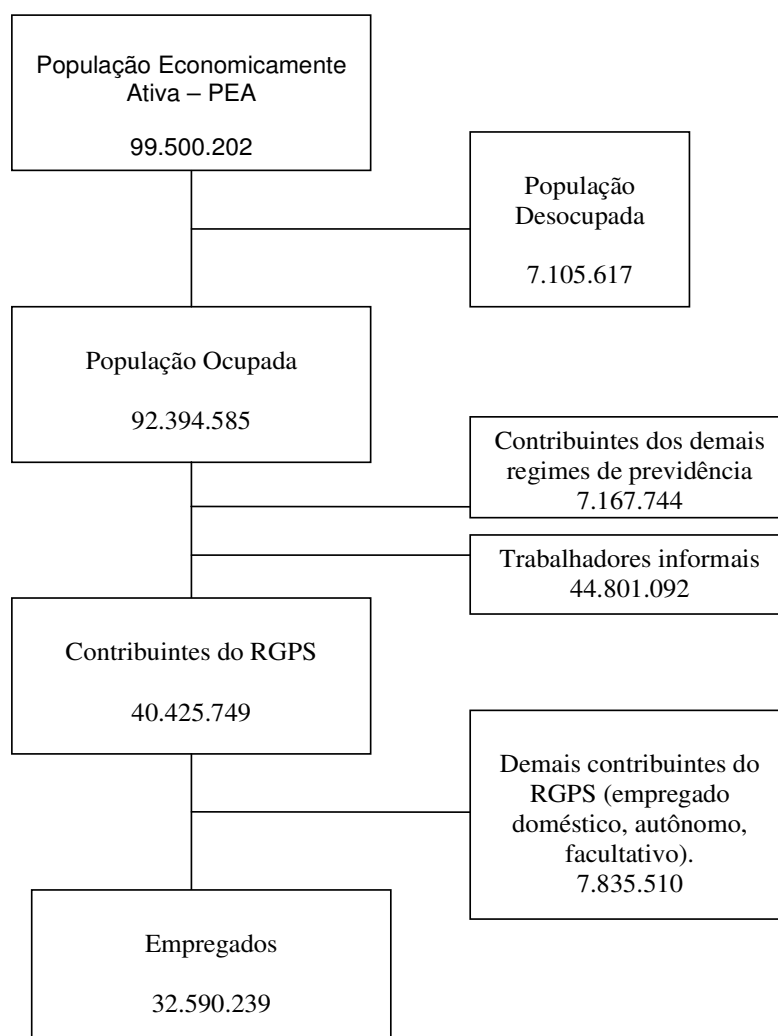 População Economicamente
Ativa – PEA
99.500.202
População
Desocupada
7.105.617
População Ocupada
92.394.585
Contribuintes dos demais
regimes de previdência
7.167.744
Trabalhadores informais
44.801.092
Contribuintes do RGPS
40.425.749
Demais contribuintes do
RGPS (empregado
doméstico, autônomo,
facultativo).
7.835.510
Empregados
32.590.239